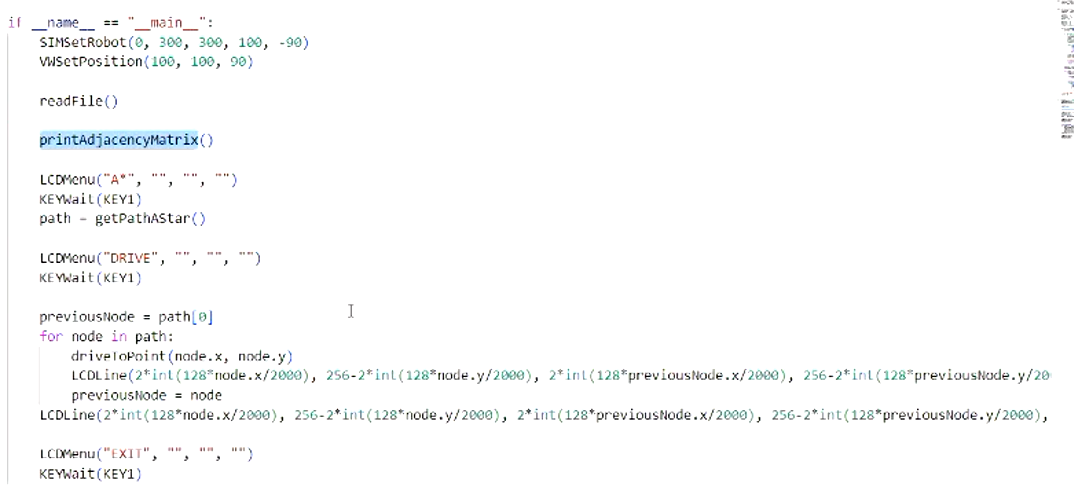 if __name__ == "__main__":
SIMSetRobot(0, 300, 300, 100, -90)
VWSetPosition(100, 100, 90)
readFile()
printAdjacencyMatrix()
LCDMenu("A*", "", "", "")
KEYWait(KEY1)
path = getPathAStar()
LCDMenu("DRIVE", "", "", "")
KEYWait(KEY1)
previousNode = path[0]
for node in path:
driveToPoint(node.x, node.y)
LCDLine(2*int(128*node.x/2000), 256-2*int(128*node.y/2000), 2*int(128*previousNode.x/2000), 256-2*int(128*previousNode.y/20
previousNode = node
LCDLine(2*int(128*node.x/2000), 256-2*int(128*node.y/2000), 2*int(128*previousNode.x/2000), 256-2*int(128*previousNode.y/2000),
LCDMenu("EXIT", "", "", "")
KEYWait(KEY1)